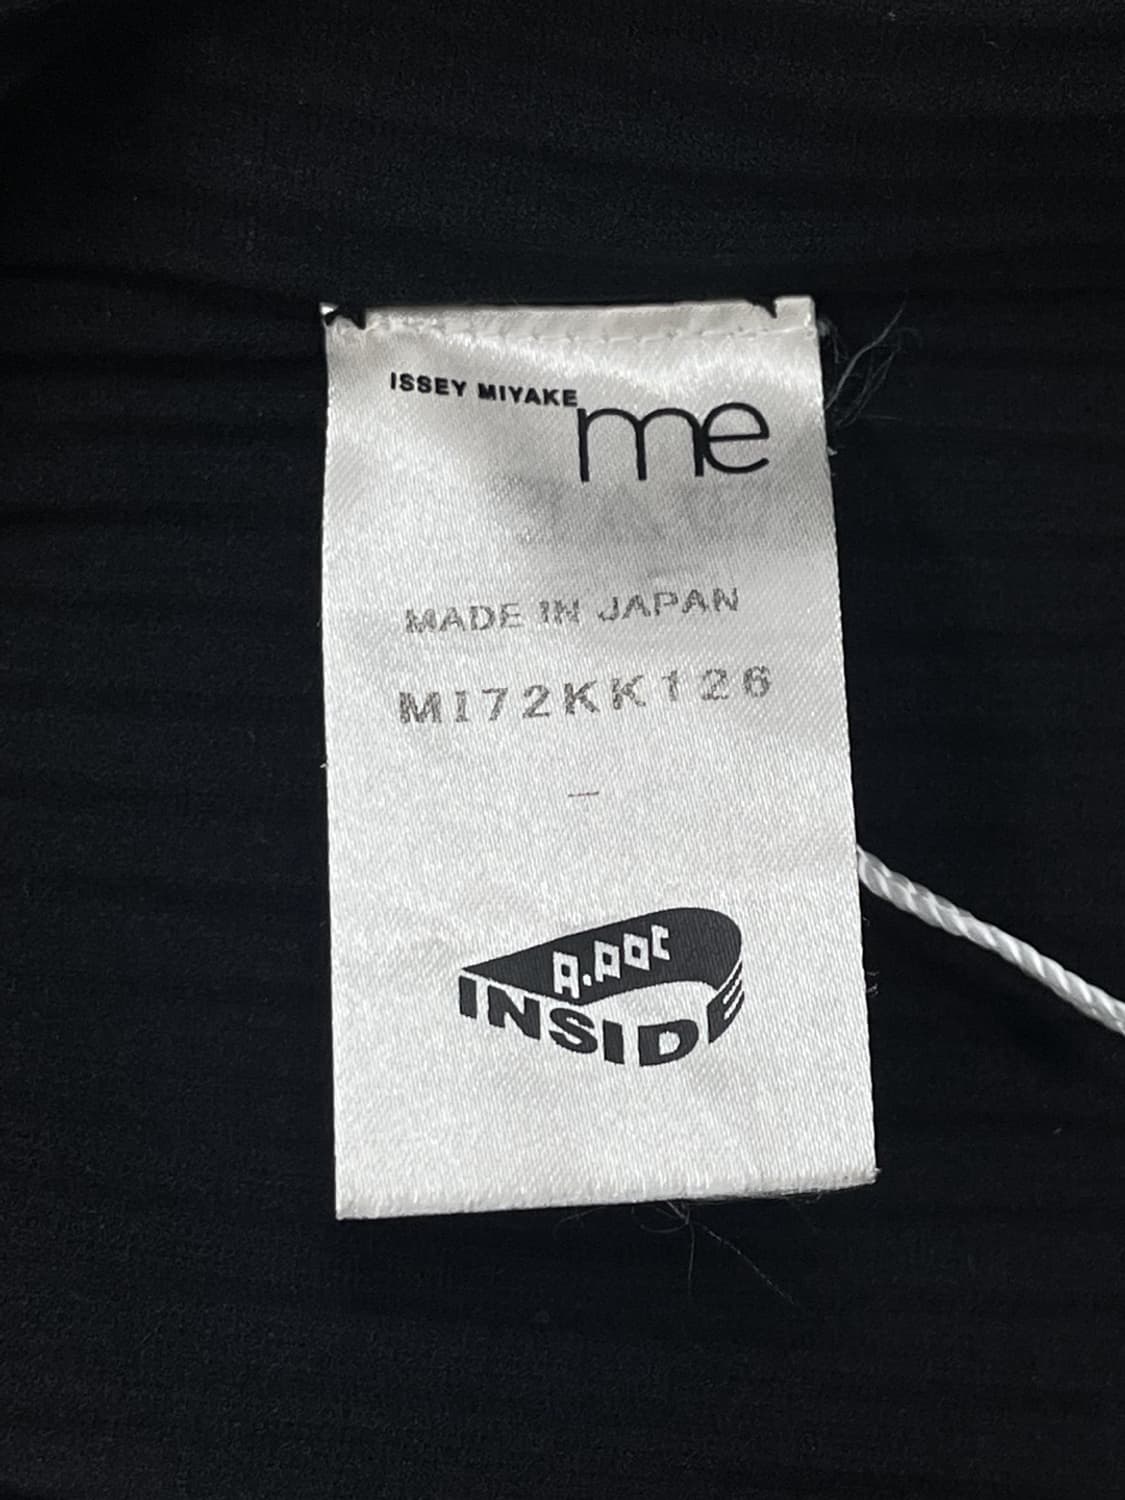 ISSEY MIYAKE
me
MADE IN JAPAN
MI72KK126
-
A.POC
INSIDE